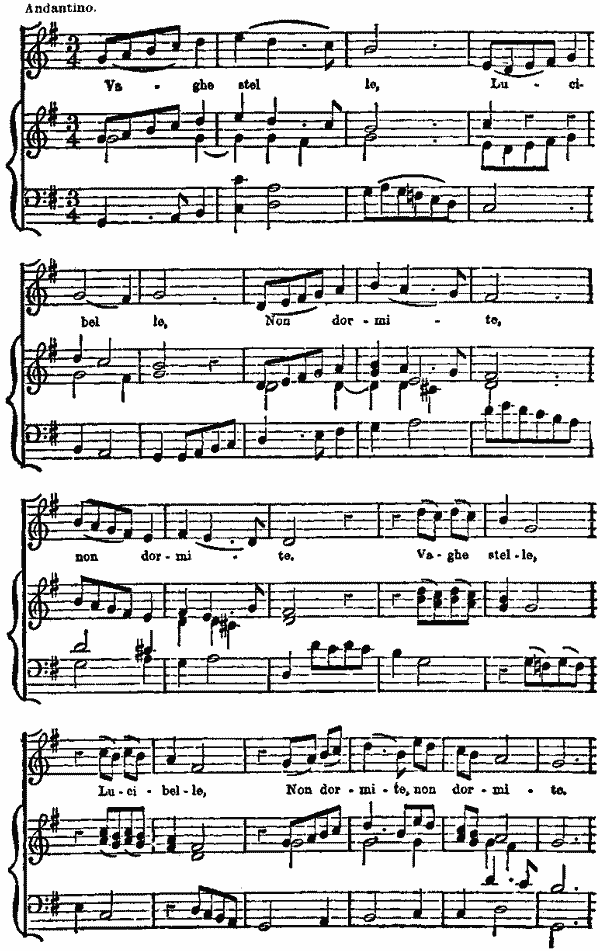 Andantino.
Va - ghe stel le, Lu - ci-
bel le, Non dor - mi - te,
non dor - mi - te. Va - ghe stel - le,
Lu - ci - bel - le, Non dor - mi - te, non dor - mi - te.